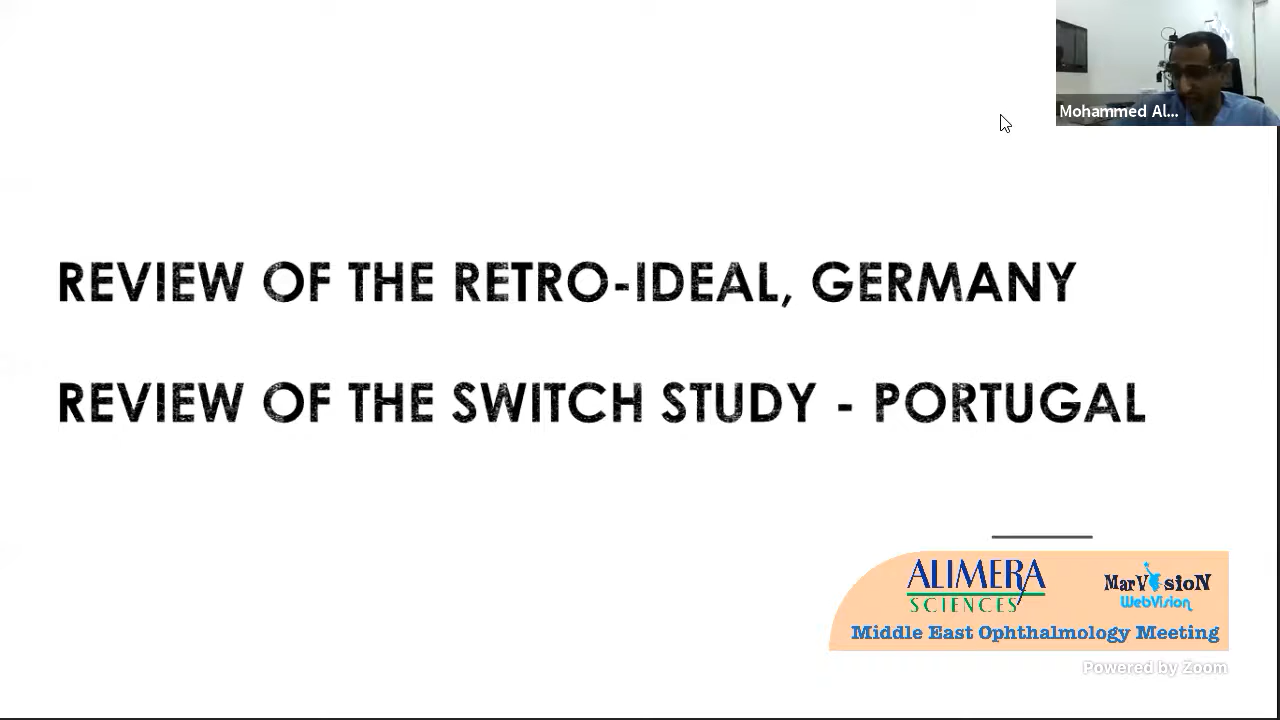 Mohammed Al...
REVIEW OF THE RETRO-IDEAL, GERMANY
REVIEW OF THE SWITCH STUDY - PORTUGAL
ALIMERA
SCIENCES
MarVisioN
WebVision
Middle East Ophthalmology Meeting
Powered by Zoom